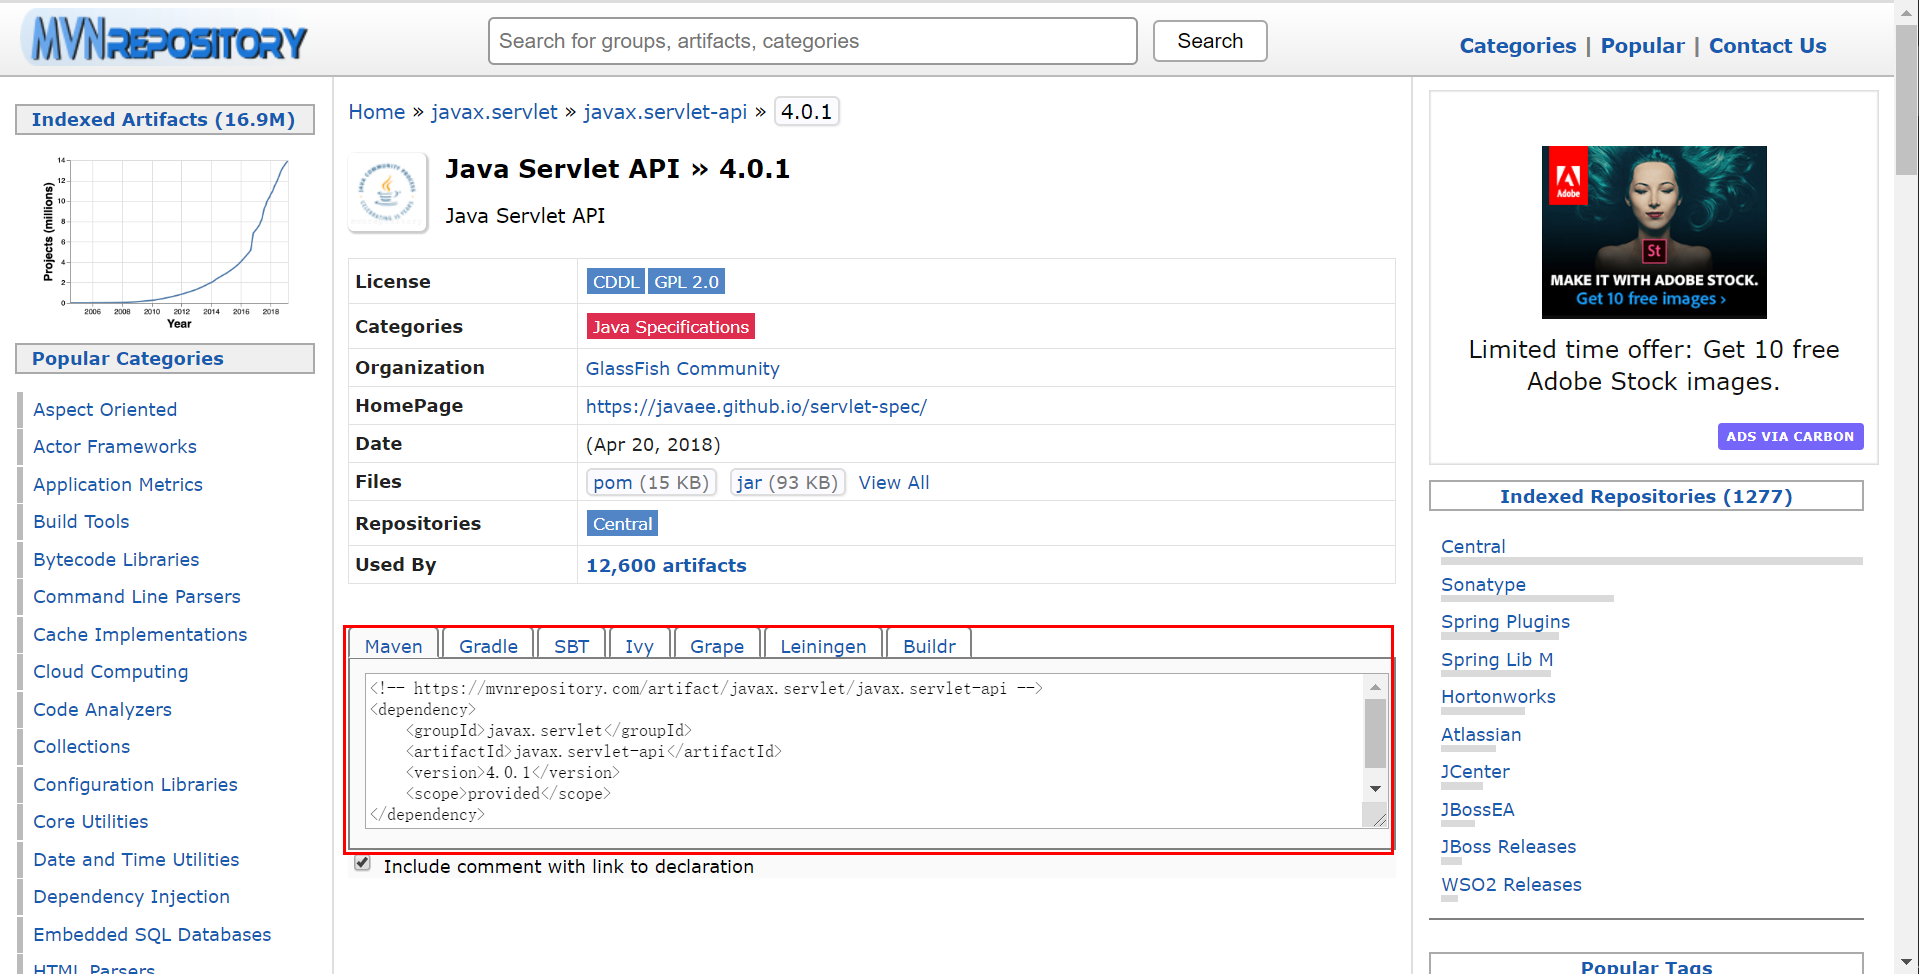 MVNREPOSITORY
Search for groups, artifacts, categories
Search
Categories | Popular | Contact Us
Indexed Artifacts (16.9M)
Projects (millions)
14
12
10
8
6
4
2
0
2006 2008 2010 2012 2014 2016 2018
Year
Popular Categories
Aspect Oriented
Actor Frameworks
Application Metrics
Build Tools
Bytecode Libraries
Command Line Parsers
Cache Implementations
Cloud Computing
Code Analyzers
Collections
Configuration Libraries
Core Utilities
Date and Time Utilities
Dependency Injection
Embedded SQL Databases
HTML Parsers
Home » javax.servlet » javax.servlet-api » 4.0.1
JAVA COMMUNITY PROCESS
CELEBRATING 15 YEARS
Java Servlet API » 4.0.1
Java Servlet API
License CDDL GPL 2.0
Categories Java Specifications
Organization GlassFish Community
HomePage https://javaee.github.io/servlet-spec/
Date (Apr 20, 2018)
Files pom (15 KB) jar (93 KB) View All
Repositories Central
Used By 12,600 artifacts
Maven Gradle SBT Ivy Grape Leiningen Buildr
<!-- https://mvnrepository.com/artifact/javax.servlet/javax.servlet-api -->
<dependency>
    <groupId>javax.servlet</groupId>
    <artifactId>javax.servlet-api</artifactId>
    <version>4.0.1</version>
    <scope>provided</scope>
</dependency>
Include comment with link to declaration
Adobe
St
MAKE IT WITH ADOBE STOCK.
Get 10 free images ›
Limited time offer: Get 10 free
Adobe Stock images.
ADS VIA CARBON
Indexed Repositories (1277)
Central
Sonatype
Spring Plugins
Spring Lib M
Hortonworks
Atlassian
JCenter
JBossEA
JBoss Releases
WSO2 Releases
Popular Tags